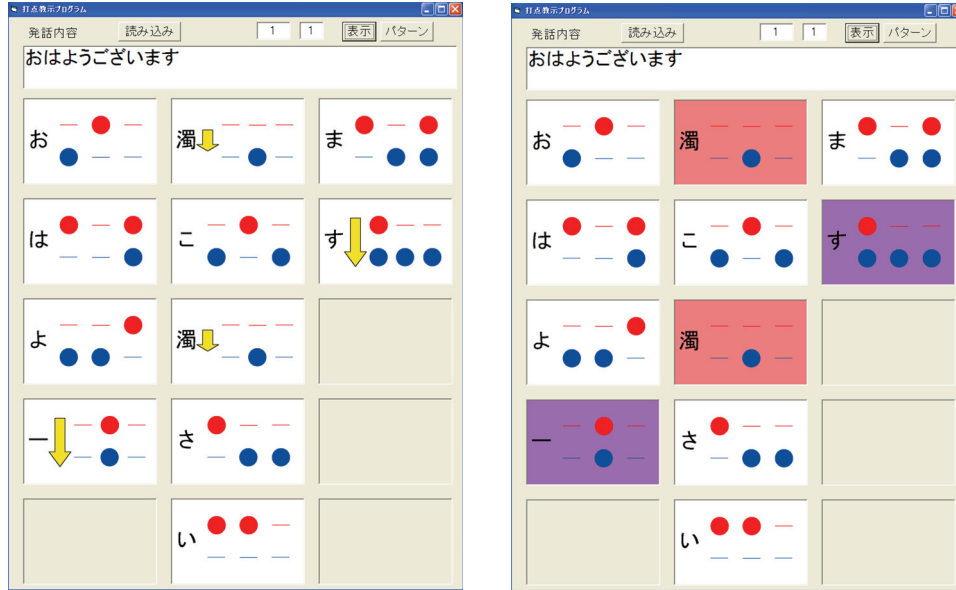 打点教示プログラム
発話内容 読み込み 1 1 表示 パターン
おはようございます
お 濁 ま
は こ す
よ 濁
ー さ
い
打点教示プログラム
発話内容 読み込み 1 1 表示 パターン
おはようございます
お 濁 ま
は こ す
よ 濁
ー さ
い